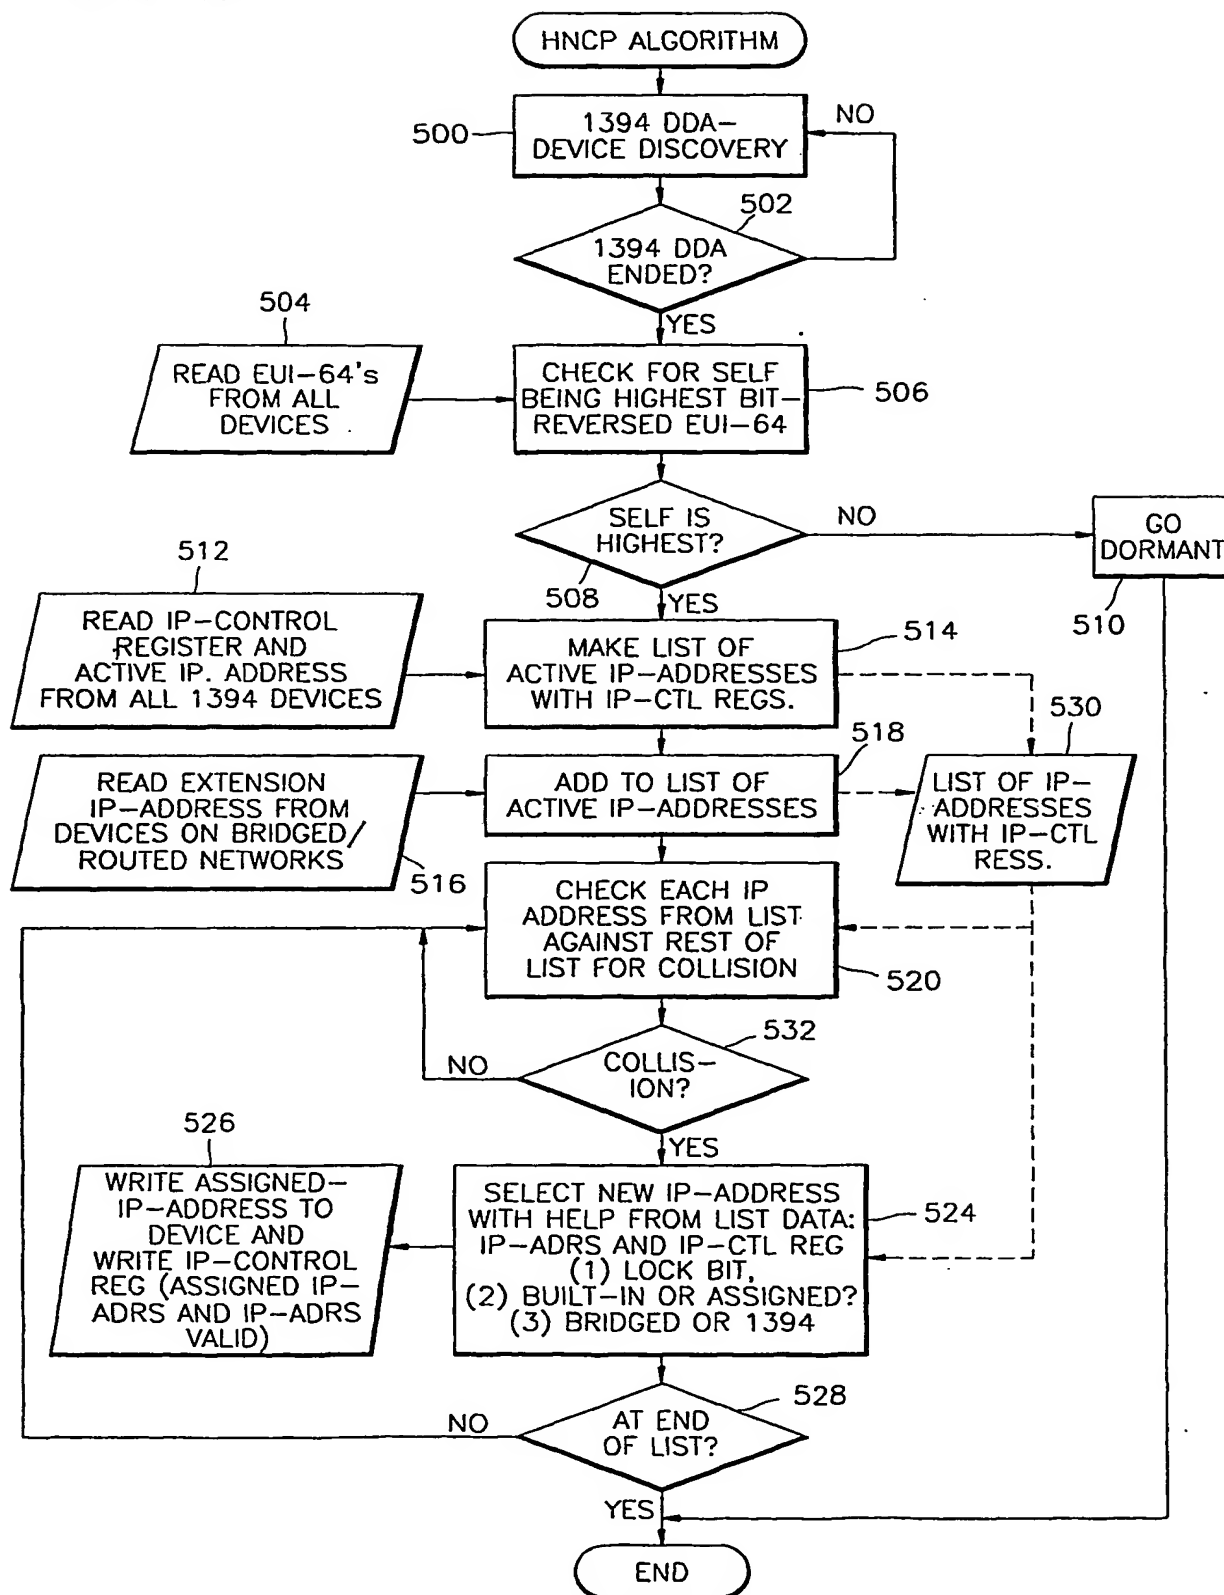 HNCP ALGORITHM
500
1394 DDA-
DEVICE DISCOVERY
NO
502
1394 DDA
ENDED?
YES
504
READ EUI-64's
FROM ALL
DEVICES
CHECK FOR SELF
BEING HIGHEST BIT-
REVERSED EUI-64
506
SELF IS
HIGHEST?
508
NO
GO
DORMANT
510
YES
512
READ IP-CONTROL
REGISTER AND
ACTIVE IP. ADDRESS
FROM ALL 1394 DEVICES
MAKE LIST OF
ACTIVE IP-ADDRESSES
WITH IP-CTL REGS.
514
READ EXTENSION
IP-ADDRESS FROM
DEVICES ON BRIDGED/
ROUTED NETWORKS
516
ADD TO LIST OF
ACTIVE IP-ADDRESSES
518
530
LIST OF IP-
ADDRESSES
WITH IP-CTL
RESS.
CHECK EACH IP
ADDRESS FROM LIST
AGAINST REST OF
LIST FOR COLLISION
520
532
COLLIS-
ION?
NO
YES
526
WRITE ASSIGNED-
IP-ADDRESS TO
DEVICE AND
WRITE IP-CONTROL
REG (ASSIGNED IP-
ADRS AND IP-ADRS
VALID)
SELECT NEW IP-ADDRESS
WITH HELP FROM LIST DATA:
IP-ADRS AND IP-CTL REG
(1) LOCK BIT,
(2) BUILT-IN OR ASSIGNED?
(3) BRIDGED OR 1394
524
528
AT END
OF LIST?
NO
YES
END